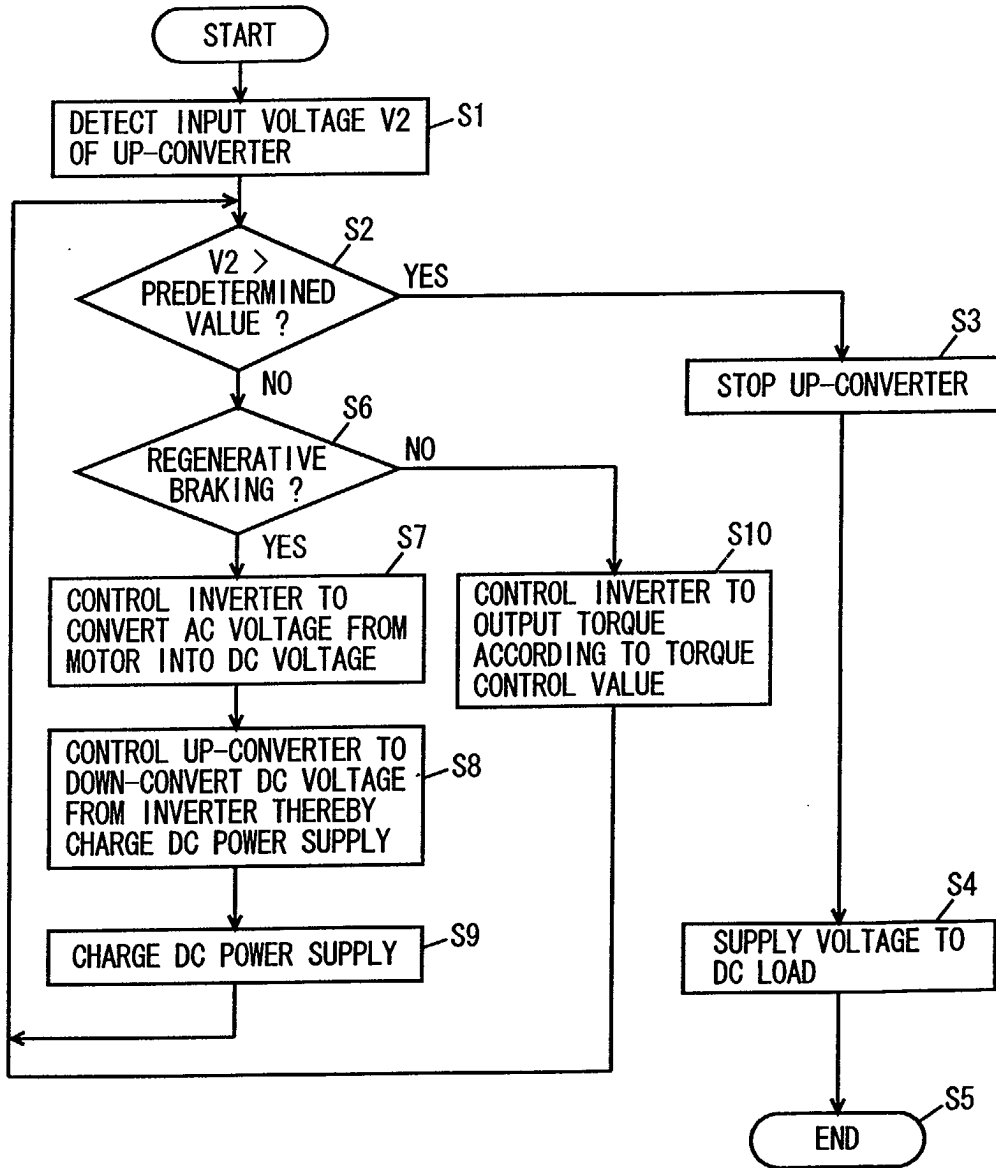 START
DETECT INPUT VOLTAGE V2
OF UP-CONVERTER
S1
S2
V2 >
PREDETERMINED
VALUE ?
YES
S3
STOP UP-CONVERTER
NO
S6
REGENERATIVE
BRAKING ?
NO
YES
S7
CONTROL INVERTER TO
CONVERT AC VOLTAGE FROM
MOTOR INTO DC VOLTAGE
S10
CONTROL INVERTER TO
OUTPUT TORQUE
ACCORDING TO TORQUE
CONTROL VALUE
CONTROL UP-CONVERTER TO
DOWN-CONVERT DC VOLTAGE
FROM INVERTER THEREBY
CHARGE DC POWER SUPPLY
S8
CHARGE DC POWER SUPPLY
S9
S4
SUPPLY VOLTAGE TO
DC LOAD
S5
END